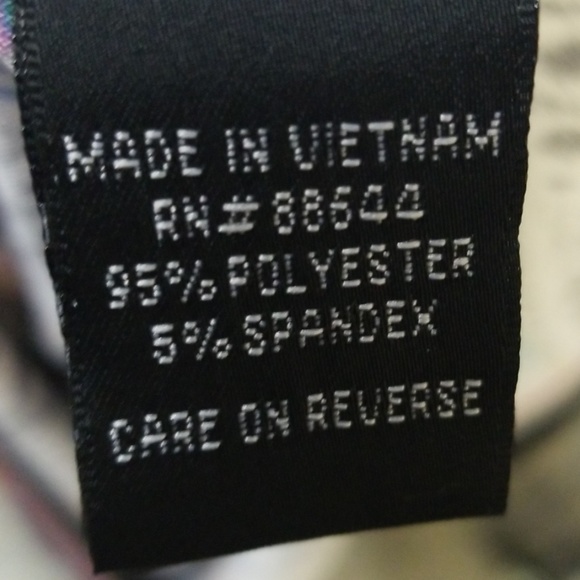 MADE IN VIETNAM
RN#88644
95% POLYESTER
5% SPANDEX
CARE ON REVERSE